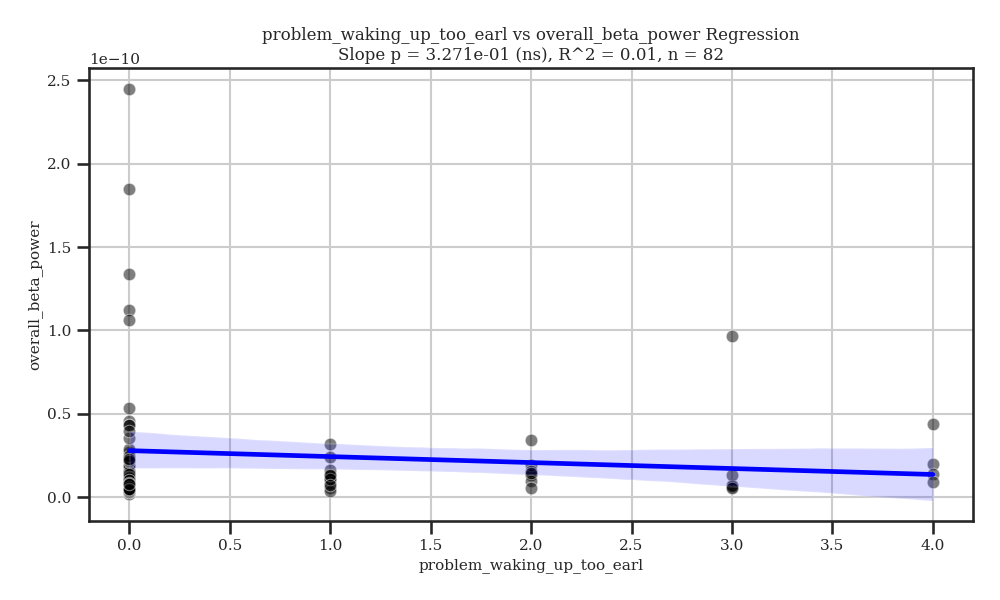 problem_waking_up_too_earl vs overall_beta_power Regression
Slope p = 3.271e-01 (ns), R^2 = 0.01, n = 82
1e−10
2.5
2.0
1.5
1.0
0.5
0.0
overall_beta_power
0.0 0.5 1.0 1.5 2.0 2.5 3.0 3.5 4.0
problem_waking_up_too_earl